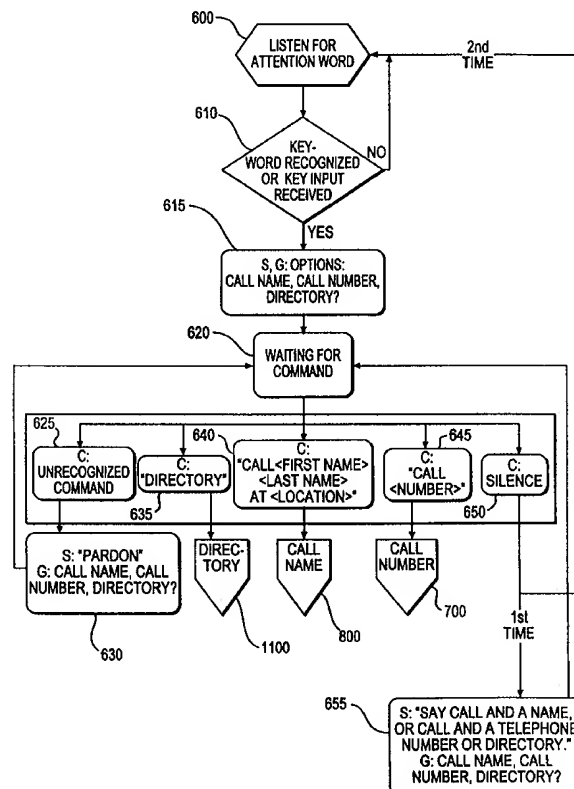 600
LISTEN FOR
ATTENTION WORD
2nd
TIME
610
KEY-
WORD RECOGNIZED
OR KEY INPUT
RECEIVED
NO
YES
615
S, G: OPTIONS:
CALL NAME, CALL NUMBER,
DIRECTORY?
620
WAITING FOR
COMMAND
625
C:
UNRECOGNIZED
COMMAND
C:
"DIRECTORY"
635
640
C:
"CALL<FIRST NAME>
<LAST NAME>
AT <LOCATION>"
645
C:
"CALL
<NUMBER>"
C:
SILENCE
650
S: "PARDON"
G: CALL NAME, CALL
NUMBER, DIRECTORY?
630
DIREC-
TORY
1100
CALL
NAME
800
CALL
NUMBER
700
1st
TIME
655
S: "SAY CALL AND A NAME,
OR CALL AND A TELEPHONE
NUMBER OR DIRECTORY."
G: CALL NAME, CALL
NUMBER, DIRECTORY?